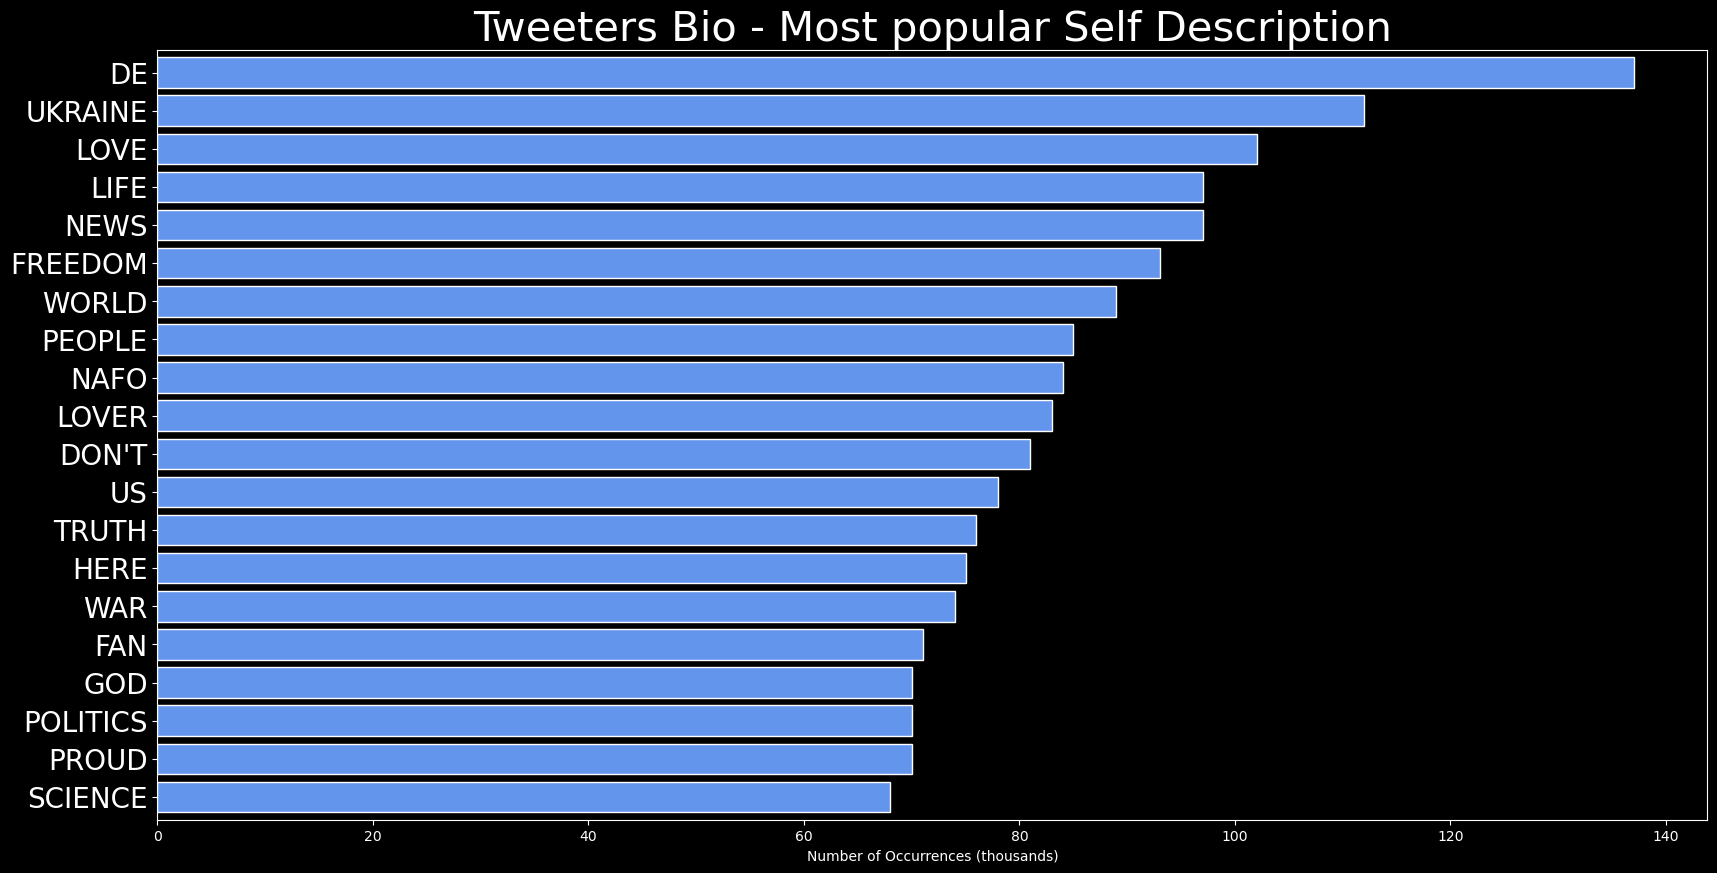 Tweeters Bio - Most popular Self Description
DE
UKRAINE
LOVE
LIFE
NEWS
FREEDOM
WORLD
PEOPLE
NAFO
LOVER
DON'T
US
TRUTH
HERE
WAR
FAN
GOD
POLITICS
PROUD
SCIENCE
0 20 40 60 80 100 120 140
Number of Occurrences (thousands)